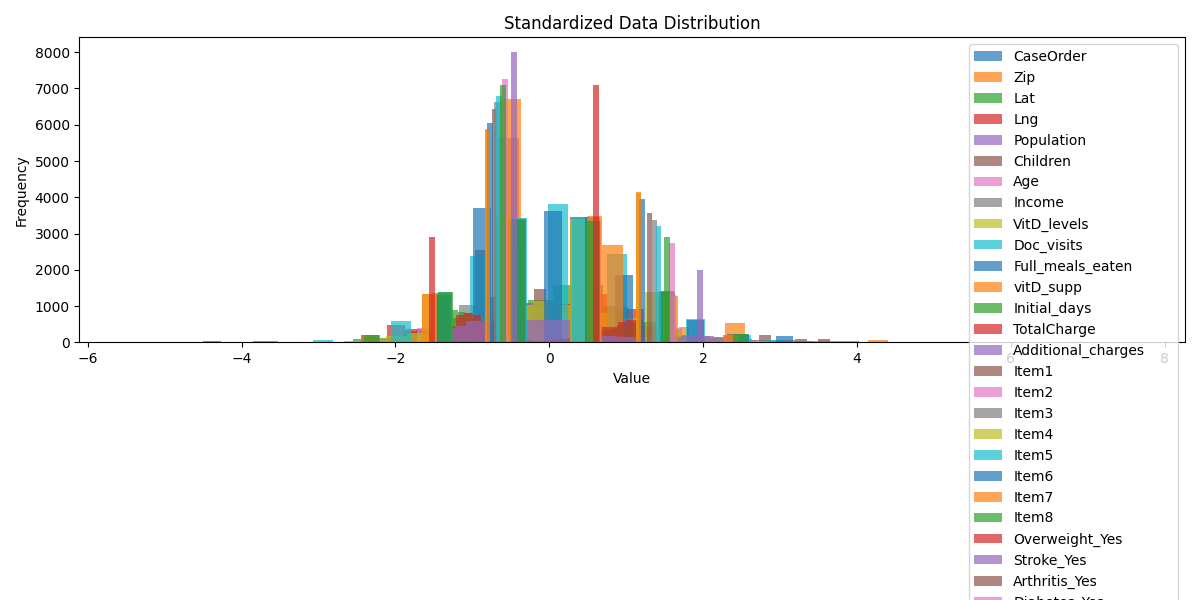 Standardized Data Distribution
Frequency
8000
7000
6000
5000
4000
3000
2000
1000
0
−6
−4
−2
0
2
4
6
8
Value
CaseOrder
Zip
Lat
Lng
Population
Children
Age
Income
VitD_levels
Doc_visits
Full_meals_eaten
vitD_supp
Initial_days
TotalCharge
Additional_charges
Item1
Item2
Item3
Item4
Item5
Item6
Item7
Item8
Overweight_Yes
Stroke_Yes
Arthritis_Yes
Diabetes_Yes